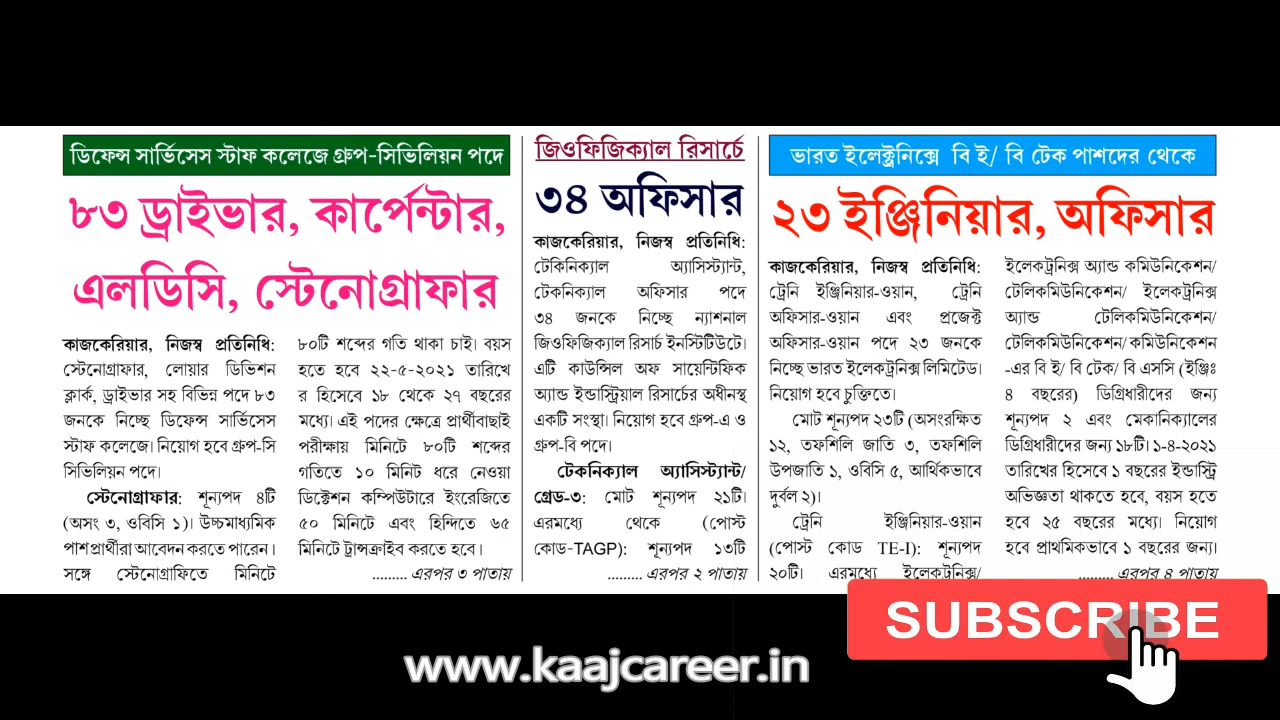 ডিফেন্স সার্ভিসেস স্টাফ কলেজে গ্রুপ-সিভিলিয়ন পদে
৮৩ ড্রাইভার, কার্পেন্টার,
এলডিসি, স্টেনোগ্রাফার
কাজকেরিয়ার, নিজস্ব প্রতিনিধি:
স্টেনোগ্রাফার, লোয়ার ডিভিশন
ক্লার্ক, ড্রাইভার সহ বিভিন্ন পদে ৮৩
জনকে নিচ্ছে ডিফেন্স সার্ভিসেস
স্টাফ কলেজে। নিয়োগ হবে গ্রুপ-সি
সিভিলিয়ন পদে।
স্টেনোগ্রাফার: শূন্যপদ ৪টি
(অসং ৩, ওবিসি ১)। উচ্চমাধ্যমিক
পাশ প্রার্থীরা আবেদন করতে পারেন।
সঙ্গে স্টেনোগ্রাফিতে মিনিটে
৮০টি শব্দের গতি থাকা চাই। বয়স
হতে হবে ২২-৫-২০২১ তারিখে
র হিসেবে ১৮ থেকে ২৭ বছরের
মধ্যে। এই পদের ক্ষেত্রে প্রার্থীবাছাই
পরীক্ষায় মিনিটে ৮০টি শব্দের
গতিতে ১০ মিনিট ধরে নেওয়া
ডিক্টেশন কম্পিউটারে ইংরেজিতে
৫০ মিনিটে এবং হিন্দিতে ৬৫
মিনিটে ট্রান্সক্রাইব করতে হবে।
......... এরপর ৩ পাতায়
জিওফিজিক্যাল রিসার্চে
৩৪ অফিসার
কাজকেরিয়ার, নিজস্ব প্রতিনিধি:
টেকিনিক্যাল অ্যাসিস্ট্যান্ট,
টেকনিক্যাল অফিসার পদে
৩৪ জনকে নিচ্ছে ন্যাশনাল
জিওফিজিক্যাল রিসার্চ ইনস্টিটিউটে।
এটি কাউন্সিল অফ সায়েন্টিফিক
অ্যান্ড ইন্ডাস্ট্রিয়াল রিসার্চের অধীনস্থ
একটি সংস্থা। নিয়োগ হবে গ্রুপ-এ ও
গ্রুপ-বি পদে।
টেকনিক্যাল অ্যাসিস্ট্যান্ট/
গ্রেড-৩: মোট শূন্যপদ ২১টি।
এরমধ্যে থেকে (পোস্ট
কোড-TAGP): শূন্যপদ ১৩টি
......... এরপর ২ পাতায়
ভারত ইলেক্ট্রনিক্সে বি ই/ বি টেক পাশদের থেকে
২৩ ইঞ্জিনিয়ার, অফিসার
কাজকেরিয়ার, নিজস্ব প্রতিনিধি:
ট্রেনি ইঞ্জিনিয়ার-ওয়ান, ট্রেনি
অফিসার-ওয়ান এবং প্রজেক্ট
অফিসার-ওয়ান পদে ২৩ জনকে
নিচ্ছে ভারত ইলেকট্রনিক্স লিমিটেড।
নিয়োগ হবে চুক্তিতে।
মোট শূন্যপদ ২৩টি (অসংরক্ষিত
১২, তফশিলি জাতি ৩, তফশিলি
উপজাতি ১, ওবিসি ৫, আর্থিকভাবে
দুর্বল ২)।
ট্রেনি ইঞ্জিনিয়ার-ওয়ান
(পোস্ট কোড TE-I): শূন্যপদ
২০টি। এরমধ্যে ইলেকট্রনিক্স/
ইলেকট্রনিক্স অ্যান্ড কমিউনিকেশন/
টেলিকমিউনিকেশন/ ইলেকট্রনিক্স
অ্যান্ড টেলিকমিউনিকেশন/
টেলিকমিউনিকেশন/ কমিউনিকেশন
-এর বি ই/ বি টেক/ বি এসসি (ইঞ্জিঃ
৪ বছরের) ডিগ্রিধারীদের জন্য
শূন্যপদ ২ এবং মেকানিক্যালের
ডিগ্রিধারীদের জন্য ১৮টি। ১-৪-২০২১
তারিখের হিসেবে ১ বছরের ইন্ডাস্ট্রি
অভিজ্ঞতা থাকতে হবে, বয়স হতে
হবে ২৫ বছরের মধ্যে। নিয়োগ
হবে প্রাথমিকভাবে ১ বছরের জন্য।
......... এরপর ৪ পাতায়
SUBSCRIBE
www.kaajcareer.in